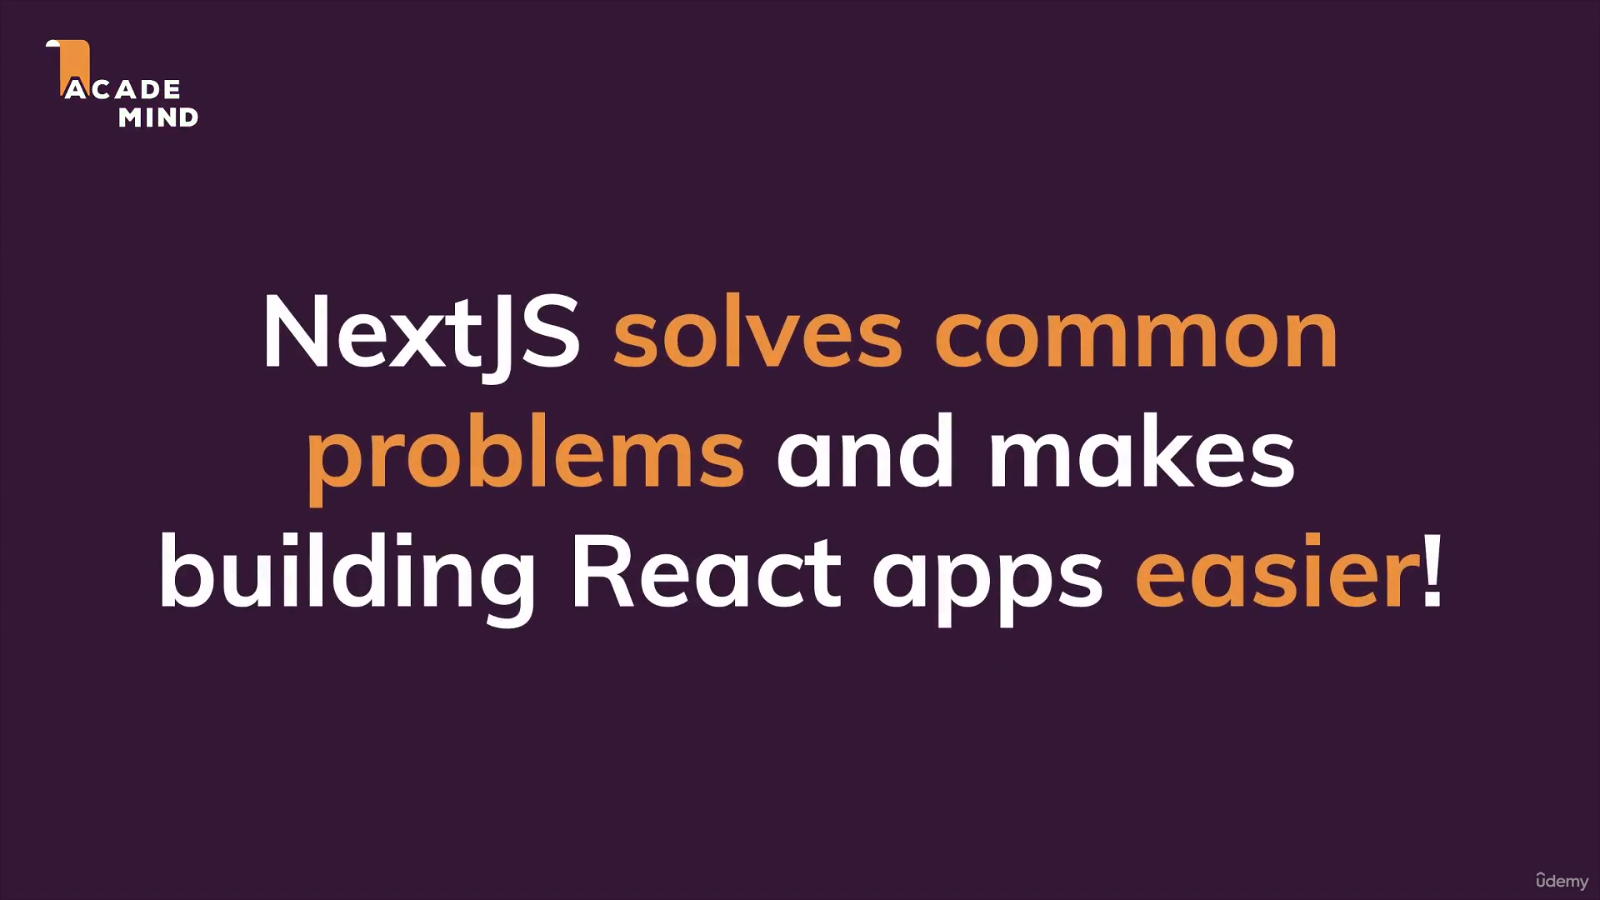 ACADE
MIND
NextJS solves common
problems and makes
building React apps easier!
ûdemy